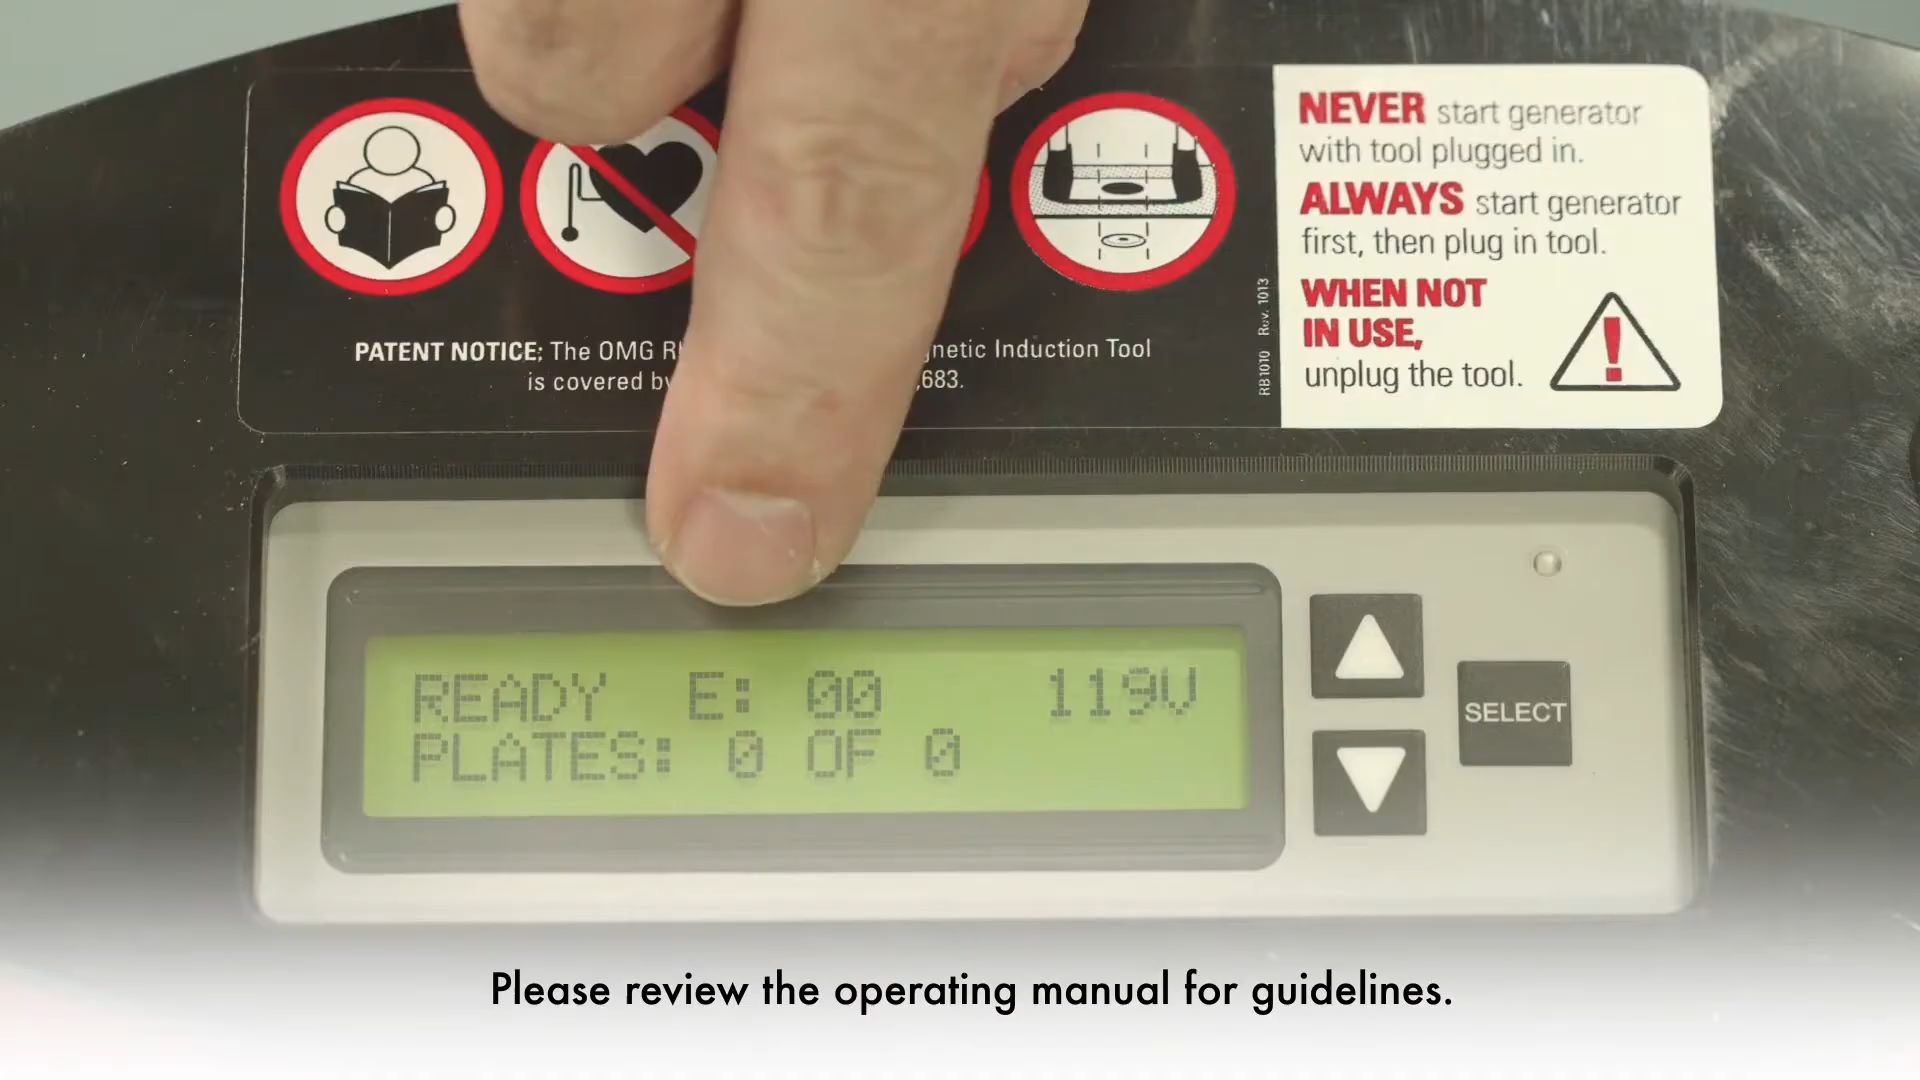 NEVER start generator
with tool plugged in.
ALWAYS start generator
first, then plug in tool.
WHEN NOT
IN USE,
unplug the tool.
RB1010 Rev. 1013
PATENT NOTICE: The OMG Induction Tool
is covered 683.
READY E: 00 119V
PLATES: 0 OF 0
SELECT
Please review the operating manual for guidelines.